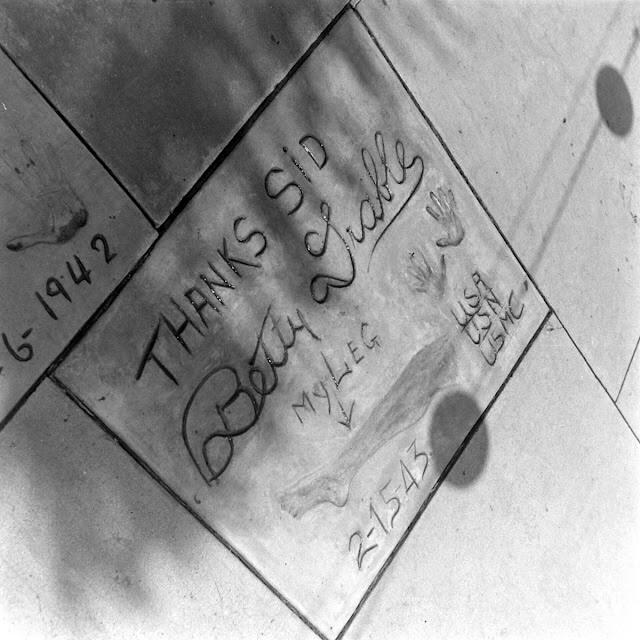 THANKS SID
Betty Grable
MY LEG
USA
USN
USMC
2-15-43
6-1942